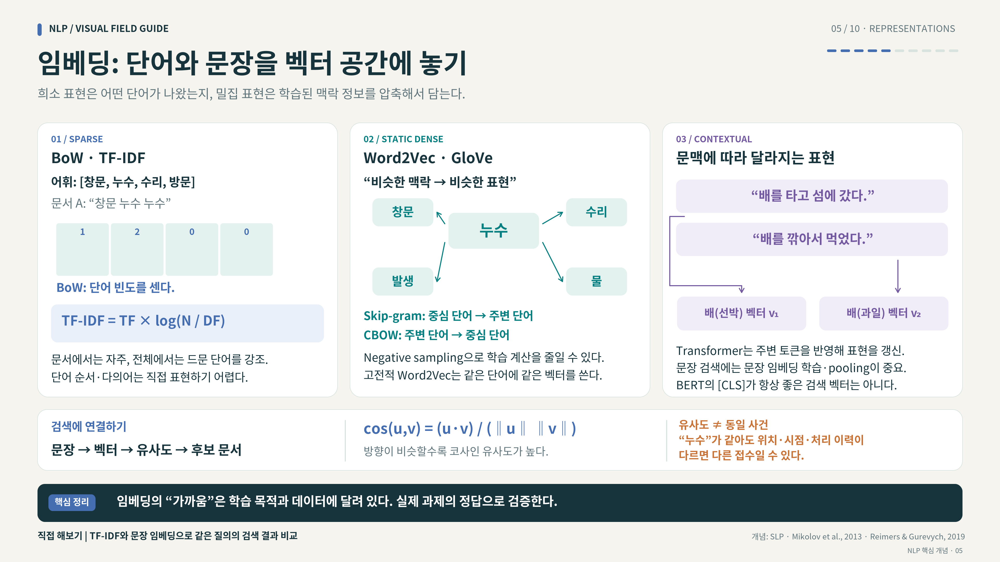 NLP / VISUAL FIELD GUIDE
05 / 10 · REPRESENTATIONS
임베딩: 단어와 문장을 벡터 공간에 놓기
희소 표현은 어떤 단어가 나왔는지, 밀집 표현은 학습된 맥락 정보를 압축해서 담는다.
01 / SPARSE
BoW · TF-IDF
어휘: [창문, 누수, 수리, 방문]
문서 A: “창문 누수 누수”
1 2 0 0
BoW: 단어 빈도를 센다.
TF-IDF = TF × log(N / DF)
문서에서는 자주, 전체에서는 드문 단어를 강조.
단어 순서·다의어는 직접 표현하기 어렵다.
02 / STATIC DENSE
Word2Vec · GloVe
“비슷한 맥락 → 비슷한 표현”
창문
수리
누수
발생
물
Skip-gram: 중심 단어 → 주변 단어
CBOW: 주변 단어 → 중심 단어
Negative sampling으로 학습 계산을 줄일 수 있다.
고전적 Word2Vec는 같은 단어에 같은 벡터를 쓴다.
03 / CONTEXTUAL
문맥에 따라 달라지는 표현
“배를 타고 섬에 갔다.”
“배를 깎아서 먹었다.”
배(선박) 벡터 v₁
배(과일) 벡터 v₂
Transformer는 주변 토큰을 반영해 표현을 갱신.
문장 검색에는 문장 임베딩 학습·pooling이 중요.
BERT의 [CLS]가 항상 좋은 검색 벡터는 아니다.
검색에 연결하기
문장 → 벡터 → 유사도 → 후보 문서
cos(u,v) = (u·v) / (‖u‖ ‖v‖)
방향이 비슷할수록 코사인 유사도가 높다.
유사도 ≠ 동일 사건
“누수”가 같아도 위치·시점·처리 이력이
다르면 다른 접수일 수 있다.
핵심 정리
임베딩의 “가까움”은 학습 목적과 데이터에 달려 있다. 실제 과제의 정답으로 검증한다.
직접 해보기 | TF-IDF와 문장 임베딩으로 같은 질의의 검색 결과 비교
개념: SLP · Mikolov et al., 2013 · Reimers & Gurevych, 2019
NLP 핵심 개념 · 05